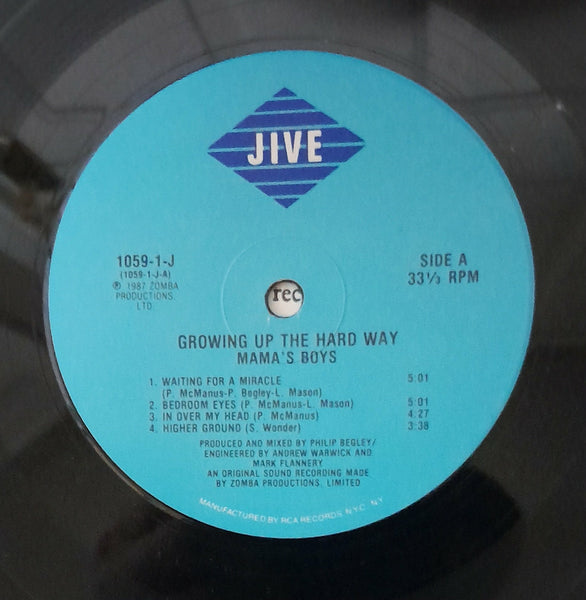 JIVE
1059-1-J
(1059-1-J-A)
℗ 1987 ZOMBA
PRODUCTIONS,
LTD.
SIDE A
33⅓ RPM
rec
GROWING UP THE HARD WAY
MAMA'S BOYS
1. WAITING FOR A MIRACLE 5:01
(P. McManus-P. Begley-L. Mason)
2. BEDROOM EYES (P. McManus-L. Mason) 5:01
3. IN OVER MY HEAD (P. McManus) 4:27
4. HIGHER GROUND (S. Wonder) 3:38
PRODUCED AND MIXED BY PHILIP BEGLEY/
ENGINEERED BY ANDREW WARWICK AND
MARK FLANNERY
AN ORIGINAL SOUND RECORDING MADE
BY ZOMBA PRODUCTIONS, LIMITED
MANUFACTURED BY RCA RECORDS, N.Y.C., N.Y.